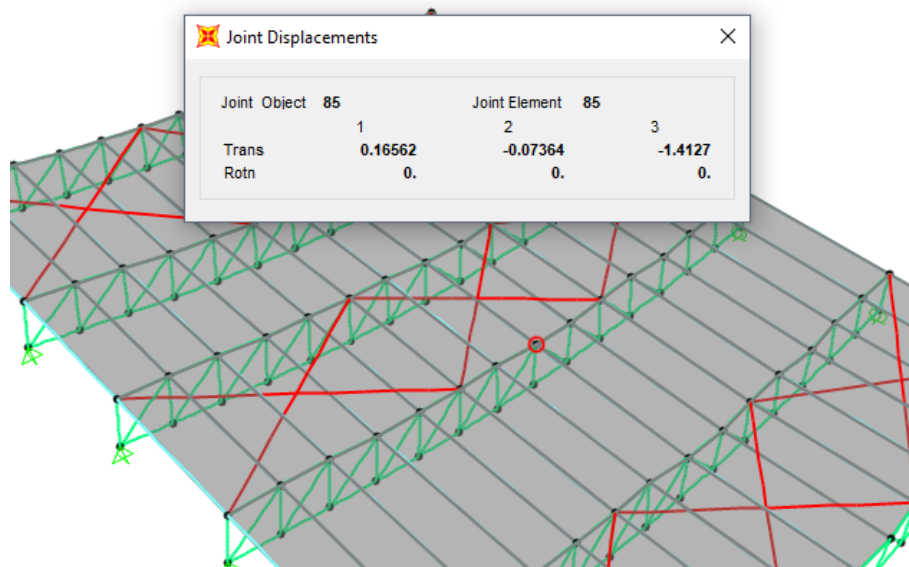 Joint Displacements
Joint Object 85 Joint Element 85
1 2 3
Trans 0.16562 -0.07364 -1.4127
Rotn 0. 0. 0.